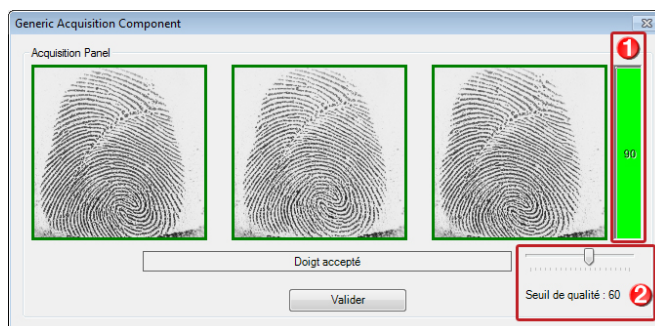 Generic Acquisition Component
Acquisition Panel
1
90
Doigt accepté
Seuil de qualité : 60
2
Valider